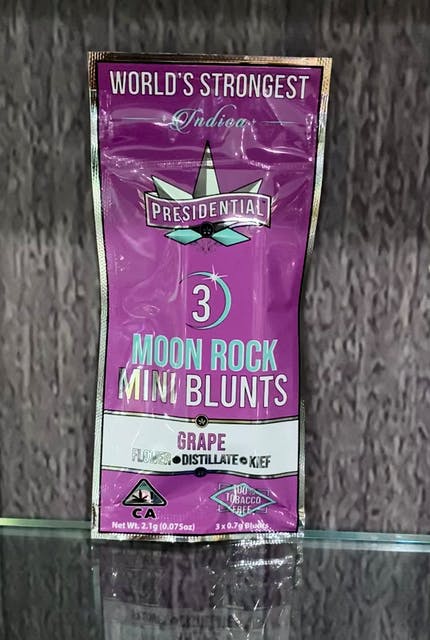 WORLD'S STRONGEST
Indica
PRESIDENTIAL
3
MOON ROCK
MINI BLUNTS
GRAPE
FLOWER • DISTILLATE • KIEF
100%
TOBACCO
FREE
CA
Net Wt. 2.1g (0.075oz) 3 x 0.7g Blunts